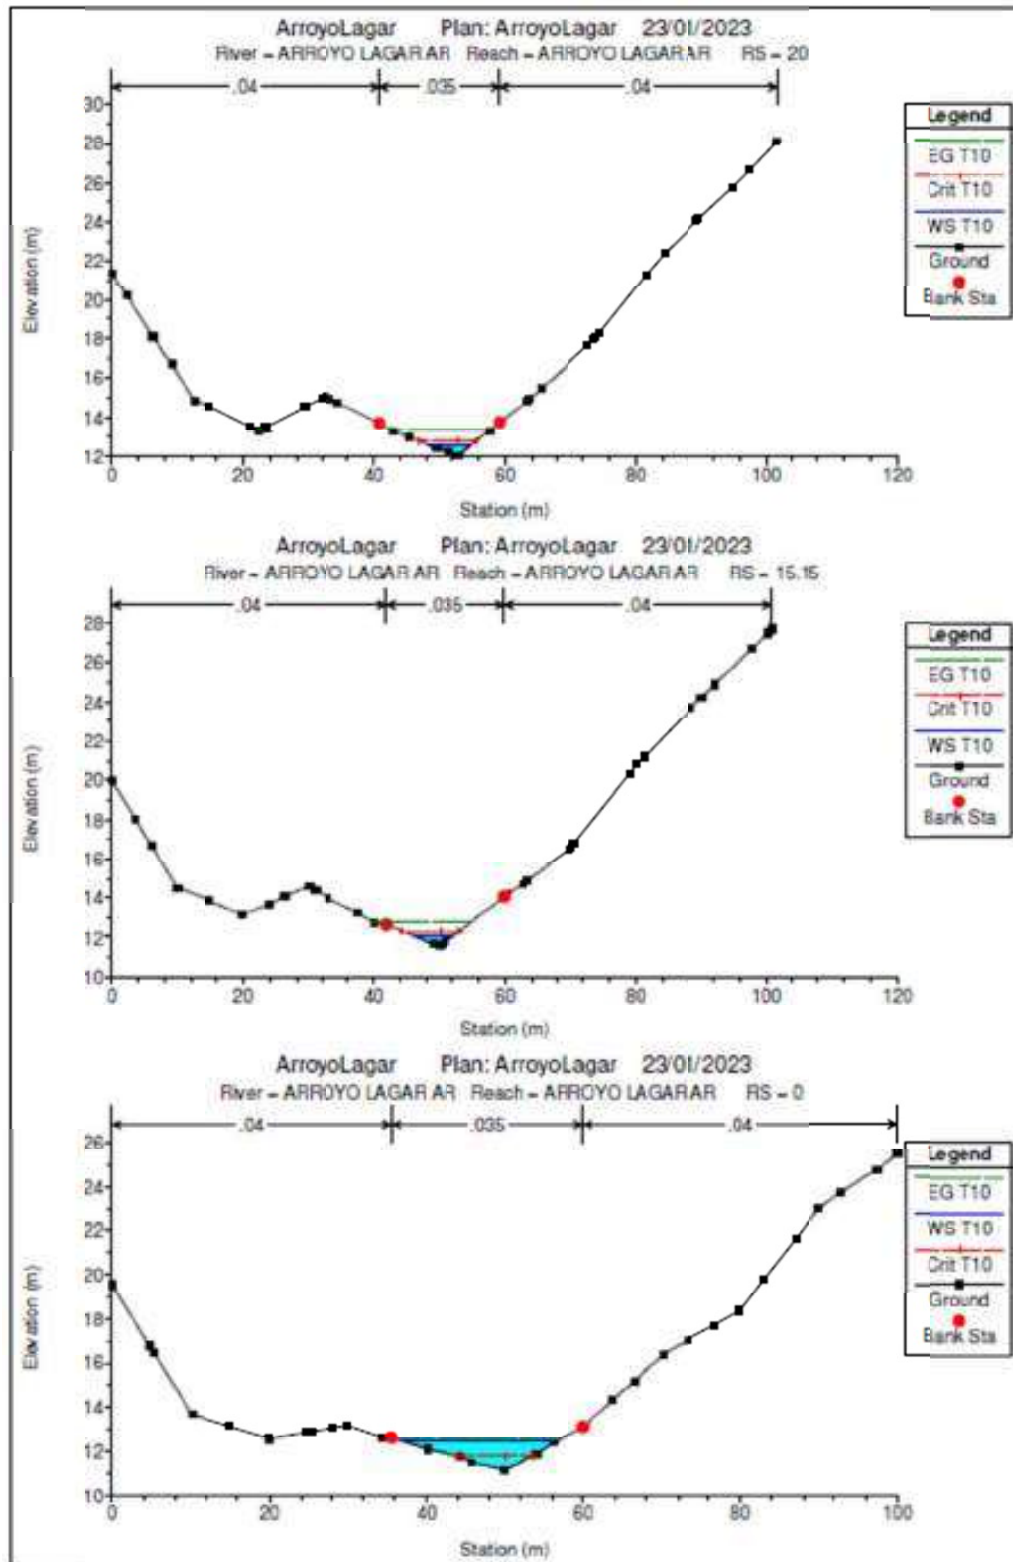 ArroyoLagar Plan: ArroyoLagar 23/01/2023
River = ARROYO LAGAR AR Reach = ARROYO LAGAR AR RS = 20
.04 .035 .04
30
28
26
24
22
20
18
16
14
12
0 20 40 60 80 100 120
Elevation (m)
Station (m)
Legend
EG T10
Crit T10
WS T10
Ground
Bank Sta
ArroyoLagar Plan: ArroyoLagar 23/01/2023
River = ARROYO LAGAR AR Reach = ARROYO LAGAR AR RS = 15.15
.04 .035 .04
28
26
24
22
20
18
16
14
12
10
0 20 40 60 80 100 120
Elevation (m)
Station (m)
Legend
EG T10
Crit T10
WS T10
Ground
Bank Sta
ArroyoLagar Plan: ArroyoLagar 23/01/2023
River = ARROYO LAGAR AR Reach = ARROYO LAGAR AR RS = 0
.04 .035 .04
26
24
22
20
18
16
14
12
10
0 20 40 60 80 100
Elevation (m)
Station (m)
Legend
EG T10
WS T10
Crit T10
Ground
Bank Sta